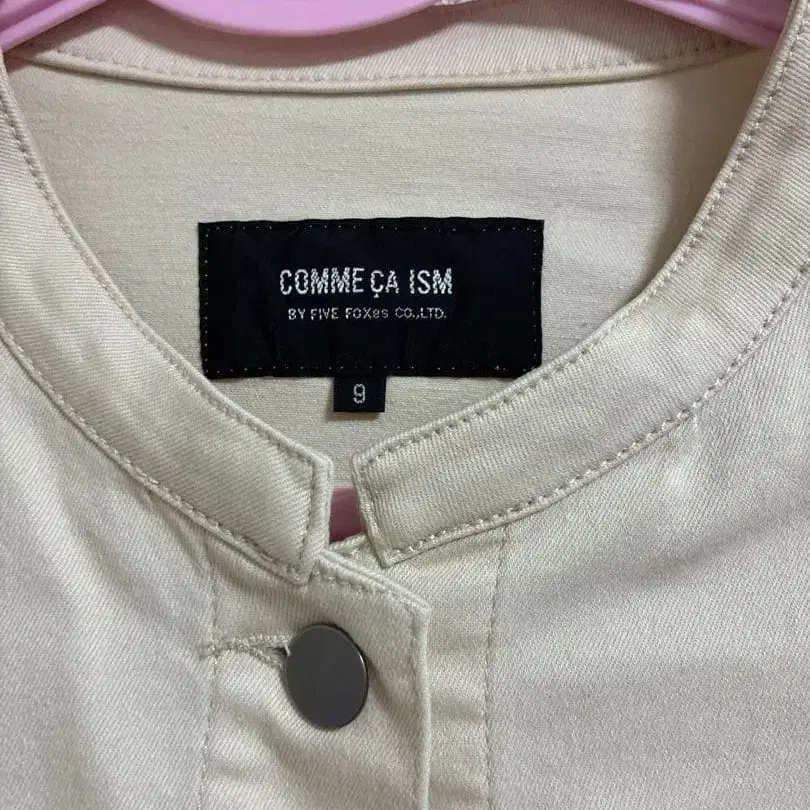 COMME ÇA ISM
BY FIVE FOXes CO.,LTD.
9